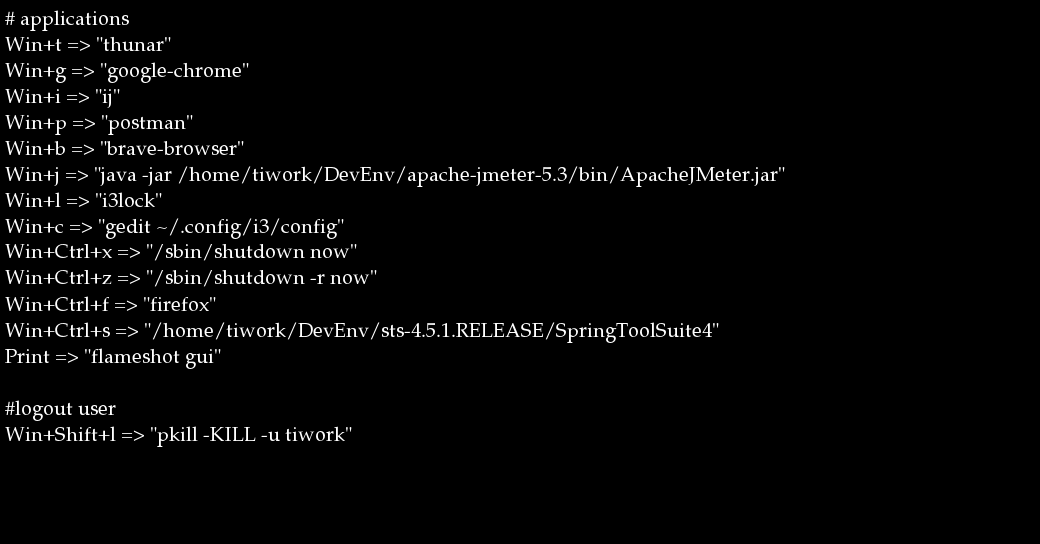 # applications
Win+t => "thunar"
Win+g => "google-chrome"
Win+i => "ij"
Win+p => "postman"
Win+b => "brave-browser"
Win+j => "java -jar /home/tiwork/DevEnv/apache-jmeter-5.3/bin/ApacheJMeter.jar"
Win+l => "i3lock"
Win+c => "gedit ~/.config/i3/config"
Win+Ctrl+x => "/sbin/shutdown now"
Win+Ctrl+z => "/sbin/shutdown -r now"
Win+Ctrl+f => "firefox"
Win+Ctrl+s => "/home/tiwork/DevEnv/sts-4.5.1.RELEASE/SpringToolSuite4"
Print => "flameshot gui"
#logout user
Win+Shift+l => "pkill -KILL -u tiwork"